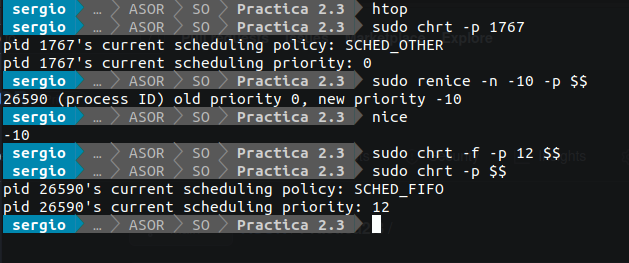 sergio … ASOR SO Practica 2.3 htop
sergio … ASOR SO Practica 2.3 sudo chrt -p 1767
pid 1767's current scheduling policy: SCHED_OTHER
pid 1767's current scheduling priority: 0
sergio … ASOR SO Practica 2.3 sudo renice -n -10 -p $$
26590 (process ID) old priority 0, new priority -10
sergio … ASOR SO Practica 2.3 nice
-10
sergio … ASOR SO Practica 2.3 sudo chrt -f -p 12 $$
sergio … ASOR SO Practica 2.3 sudo chrt -p $$
pid 26590's current scheduling policy: SCHED_FIFO
pid 26590's current scheduling priority: 12
sergio … ASOR SO Practica 2.3